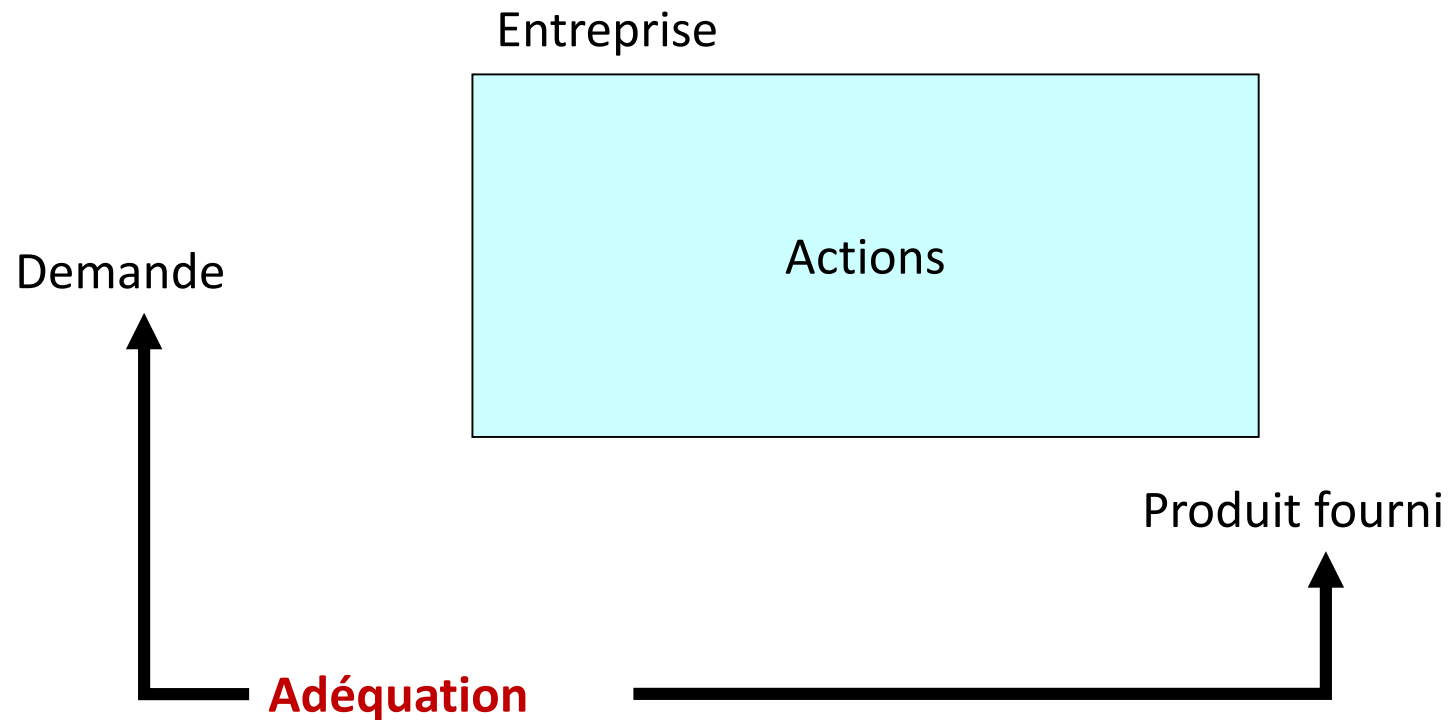 Entreprise
Actions
Demande
Produit fourni
Adéquation